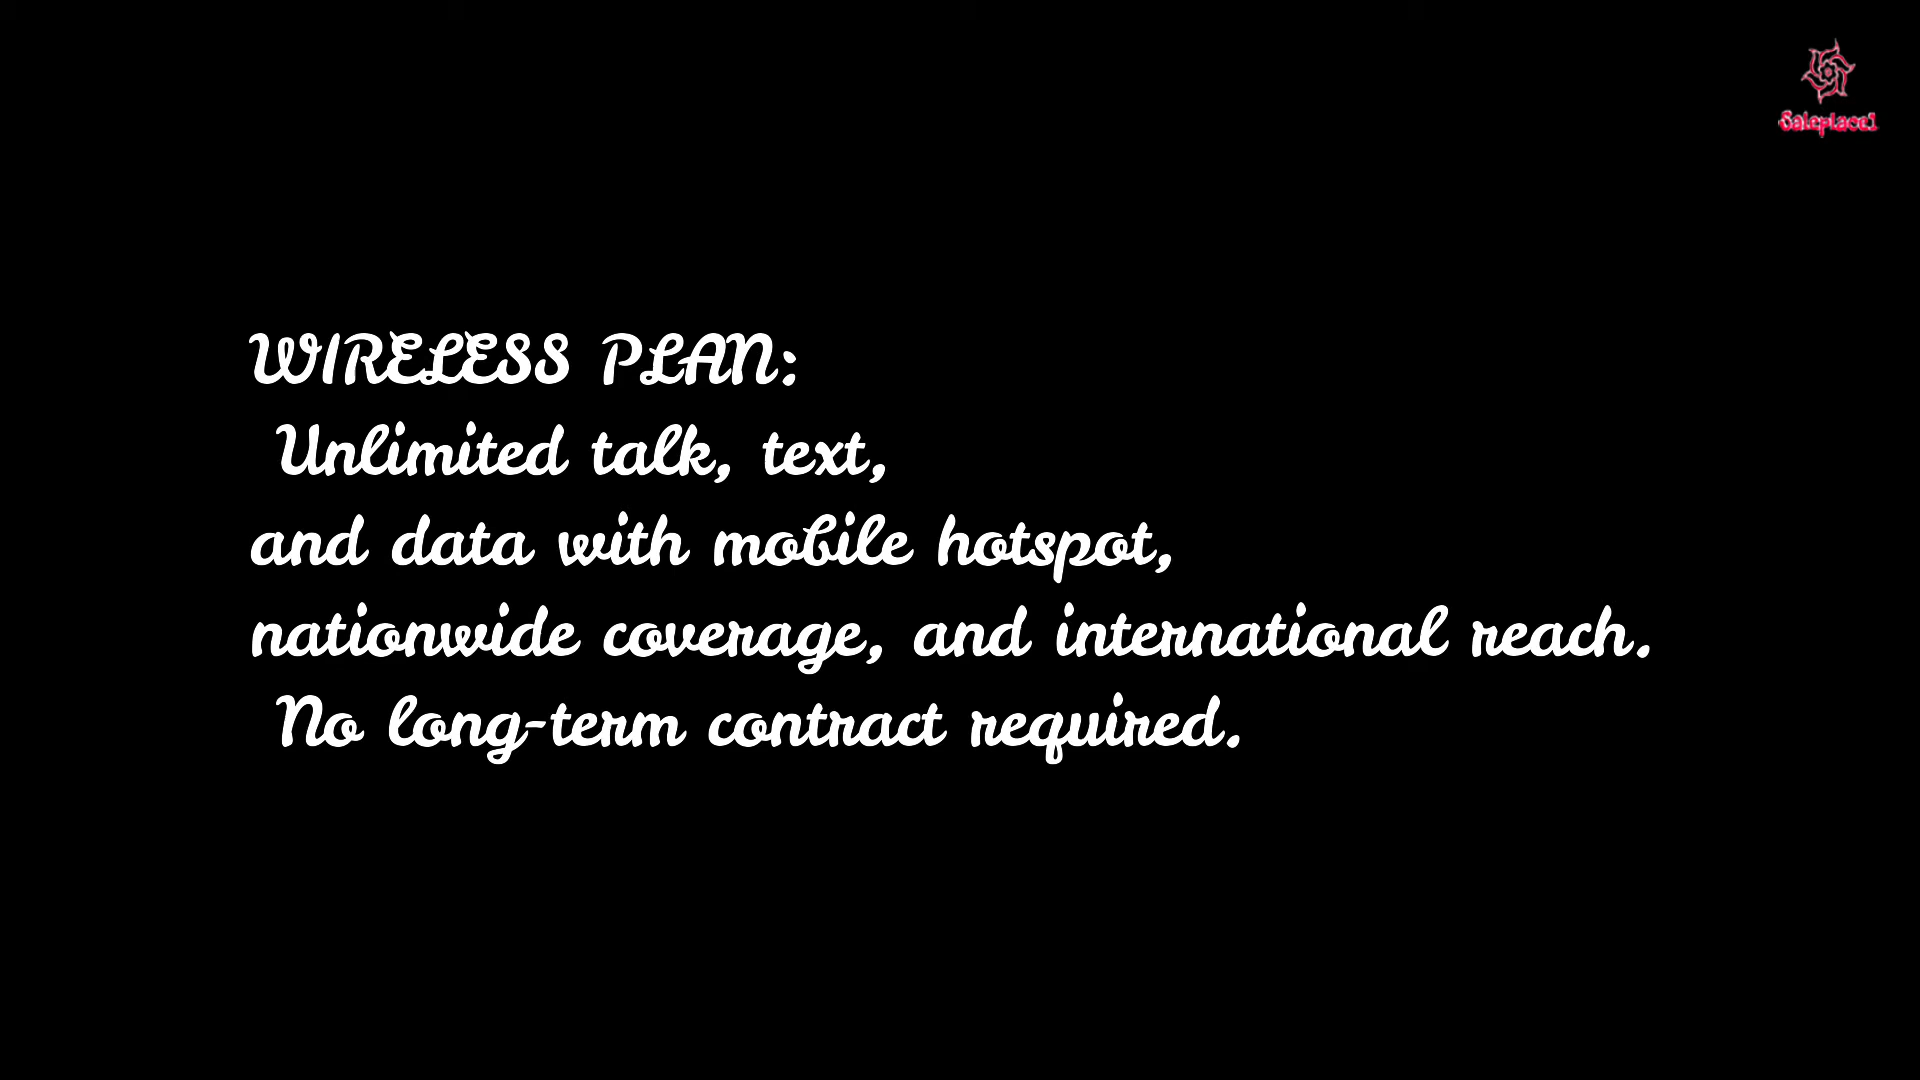 Saleplace1
WIRELESS PLAN:
Unlimited talk, text,
and data with mobile hotspot,
nationwide coverage, and international reach.
No long-term contract required.